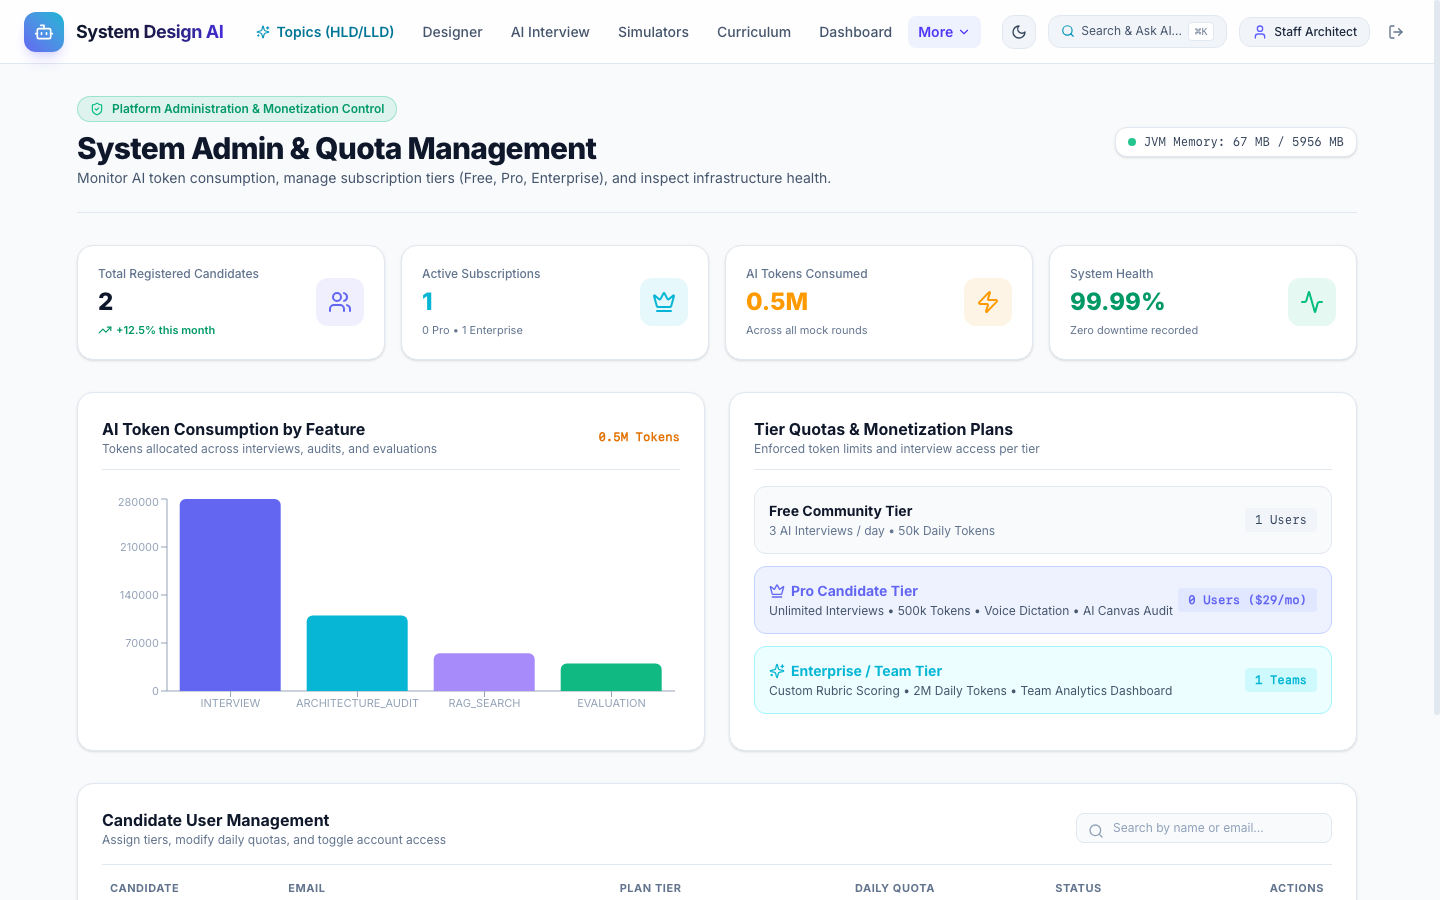 System Design AI
Topics (HLD/LLD)
Designer
AI Interview
Simulators
Curriculum
Dashboard
More
Search & Ask AI...
⌘K
Staff Architect
Platform Administration & Monetization Control
System Admin & Quota Management
Monitor AI token consumption, manage subscription tiers (Free, Pro, Enterprise), and inspect infrastructure health.
JVM Memory: 67 MB / 5956 MB
Total Registered Candidates
2
+12.5% this month
Active Subscriptions
1
0 Pro • 1 Enterprise
AI Tokens Consumed
0.5M
Across all mock rounds
System Health
99.99%
Zero downtime recorded
AI Token Consumption by Feature
Tokens allocated across interviews, audits, and evaluations
0.5M Tokens
280000
210000
140000
70000
0
INTERVIEW
ARCHITECTURE_AUDIT
RAG_SEARCH
EVALUATION
Tier Quotas & Monetization Plans
Enforced token limits and interview access per tier
Free Community Tier
3 AI Interviews / day • 50k Daily Tokens
1 Users
Pro Candidate Tier
Unlimited Interviews • 500k Tokens • Voice Dictation • AI Canvas Audit
0 Users ($29/mo)
Enterprise / Team Tier
Custom Rubric Scoring • 2M Daily Tokens • Team Analytics Dashboard
1 Teams
Candidate User Management
Assign tiers, modify daily quotas, and toggle account access
Search by name or email...
CANDIDATE
EMAIL
PLAN TIER
DAILY QUOTA
STATUS
ACTIONS